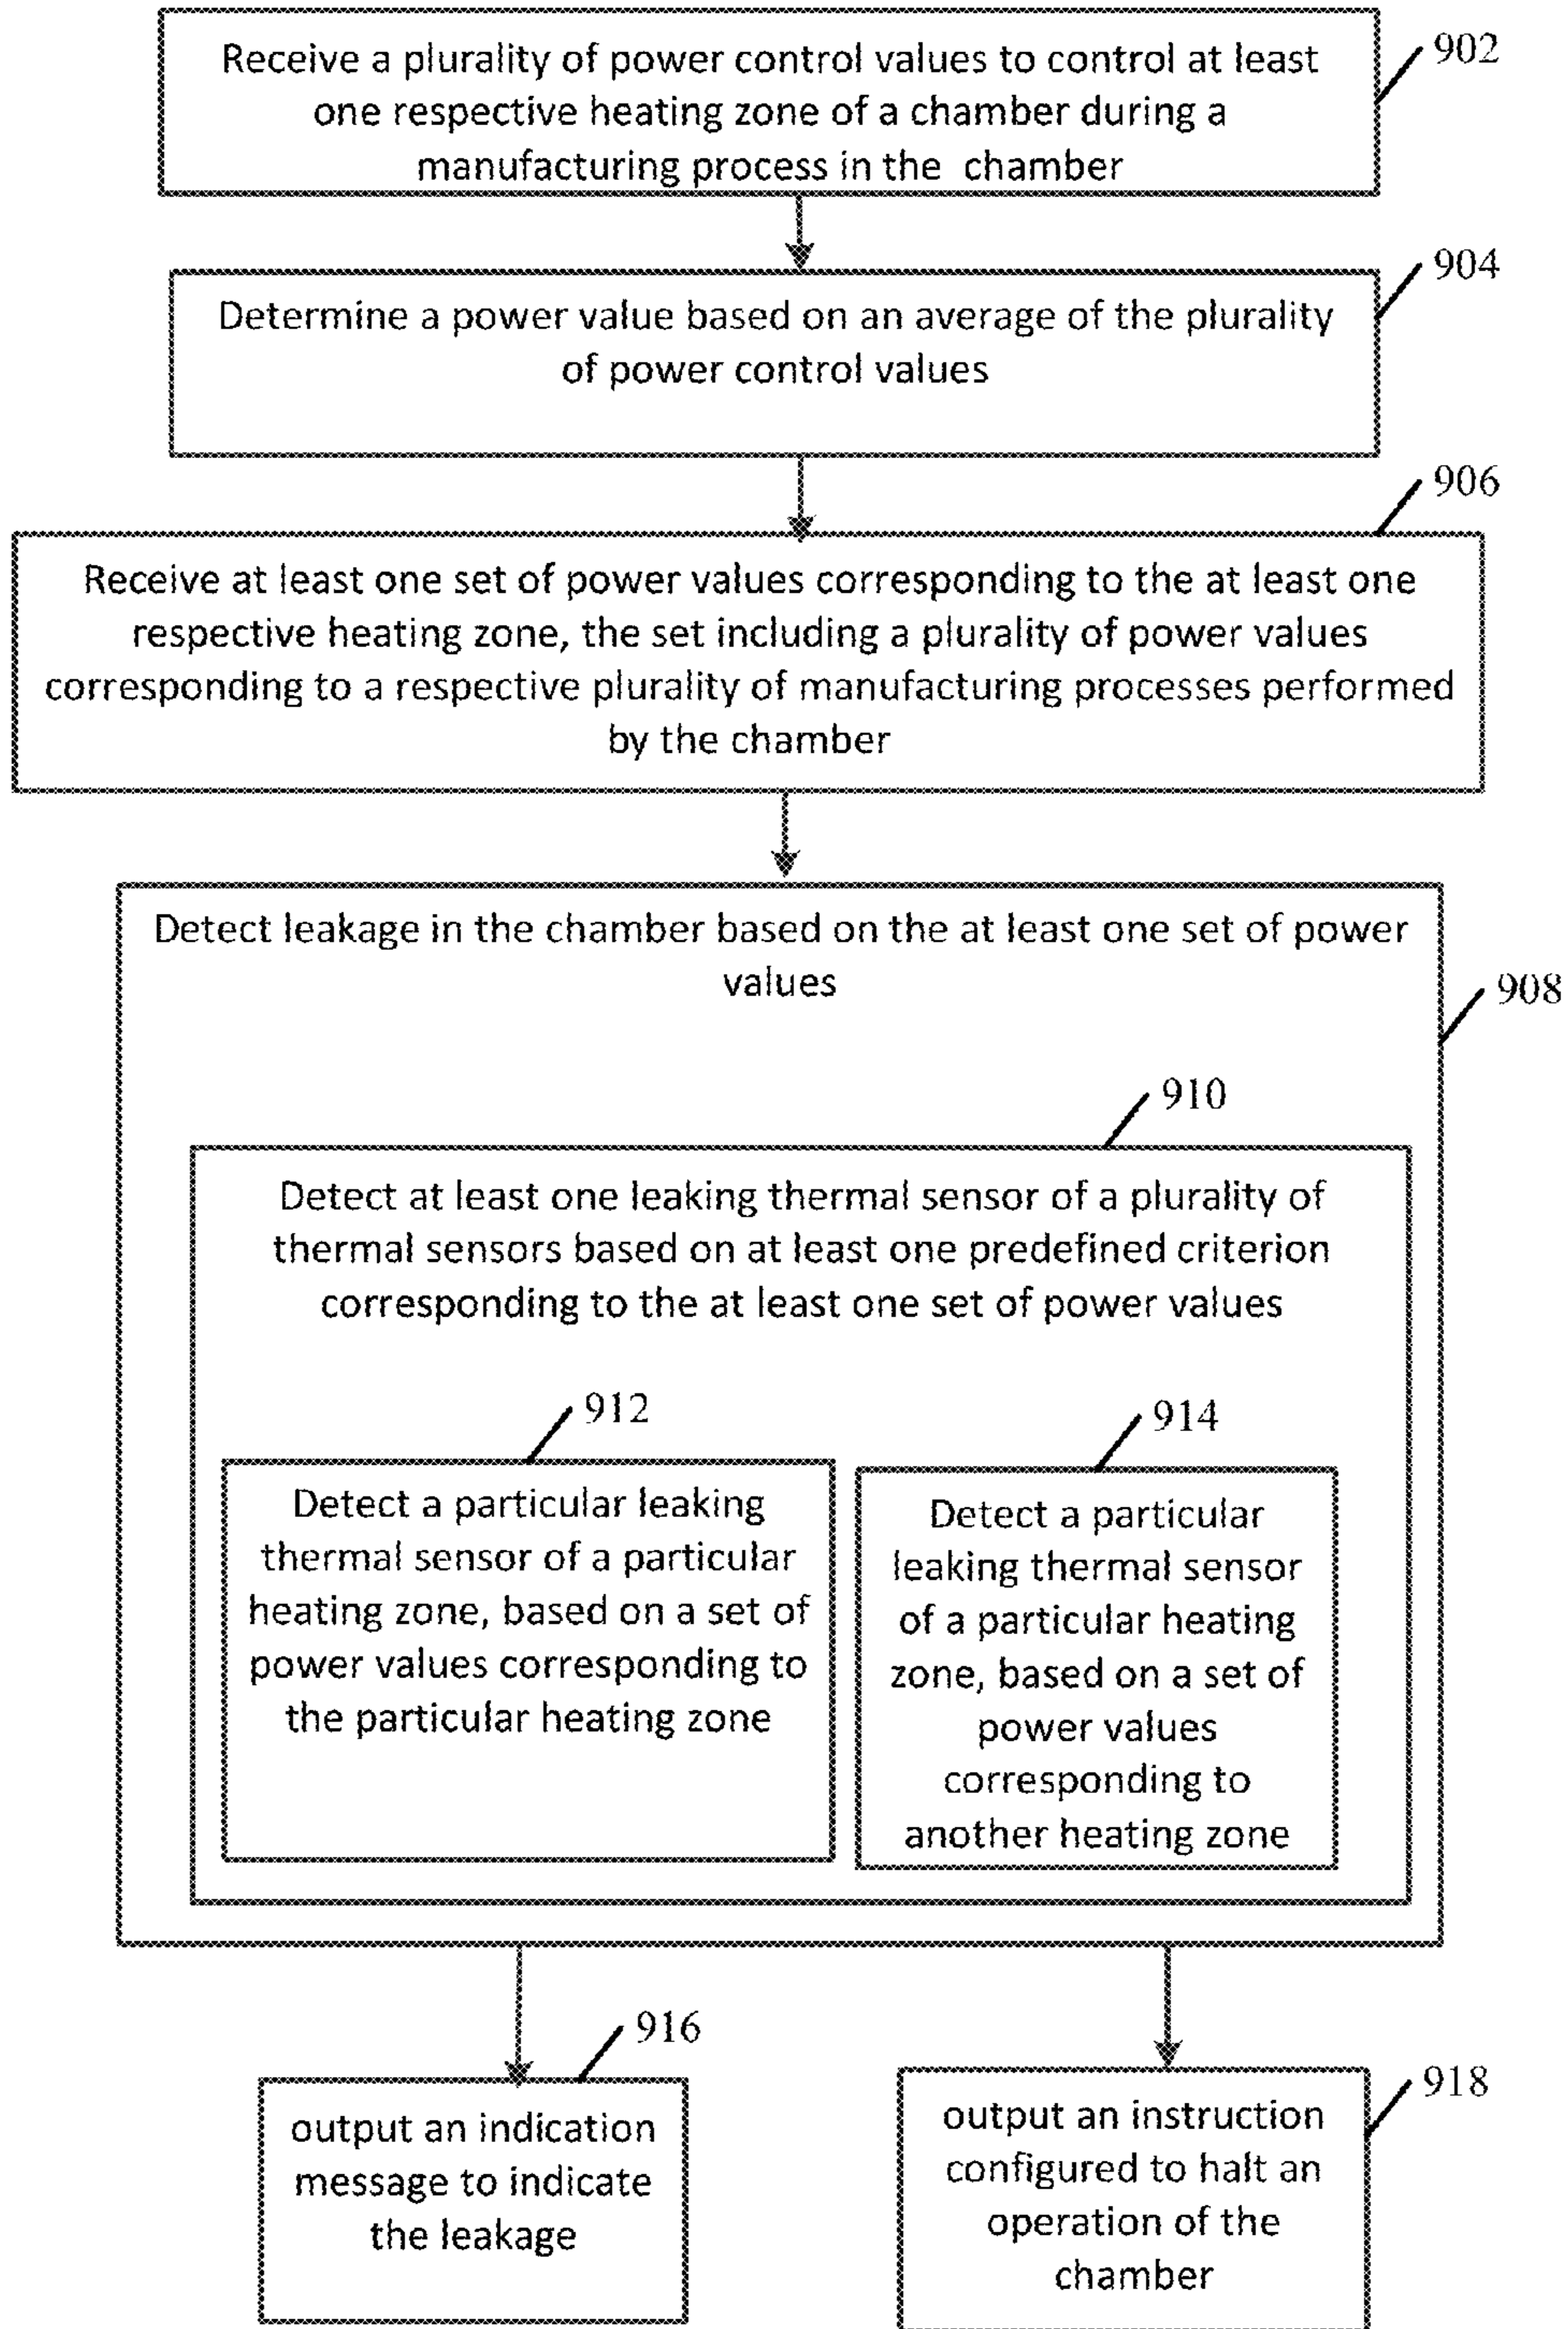 Receive a plurality of power control values to control at least
one respective heating zone of a chamber during a
manufacturing process in the chamber
902
Determine a power value based on an average of the plurality
of power control values
904
906
Receive at least one set of power values corresponding to the at least one
respective heating zone, the set including a plurality of power values
corresponding to a respective plurality of manufacturing processes performed
by the chamber
Detect leakage in the chamber based on the at least one set of power
values
908
910
Detect at least one leaking thermal sensor of a plurality of
thermal sensors based on at least one predefined criterion
corresponding to the at least one set of power values
912
Detect a particular leaking
thermal sensor of a particular
heating zone, based on a set of
power values corresponding to
the particular heating zone
914
Detect a particular
leaking thermal sensor
of a particular heating
zone, based on a set of
power values
corresponding to
another heating zone
916
output an indication
message to indicate
the leakage
918
output an instruction
configured to halt an
operation of the
chamber